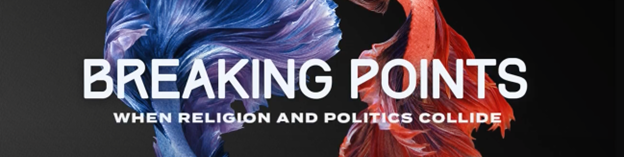 BREAKING POINTS
WHEN RELIGION AND POLITICS COLLIDE